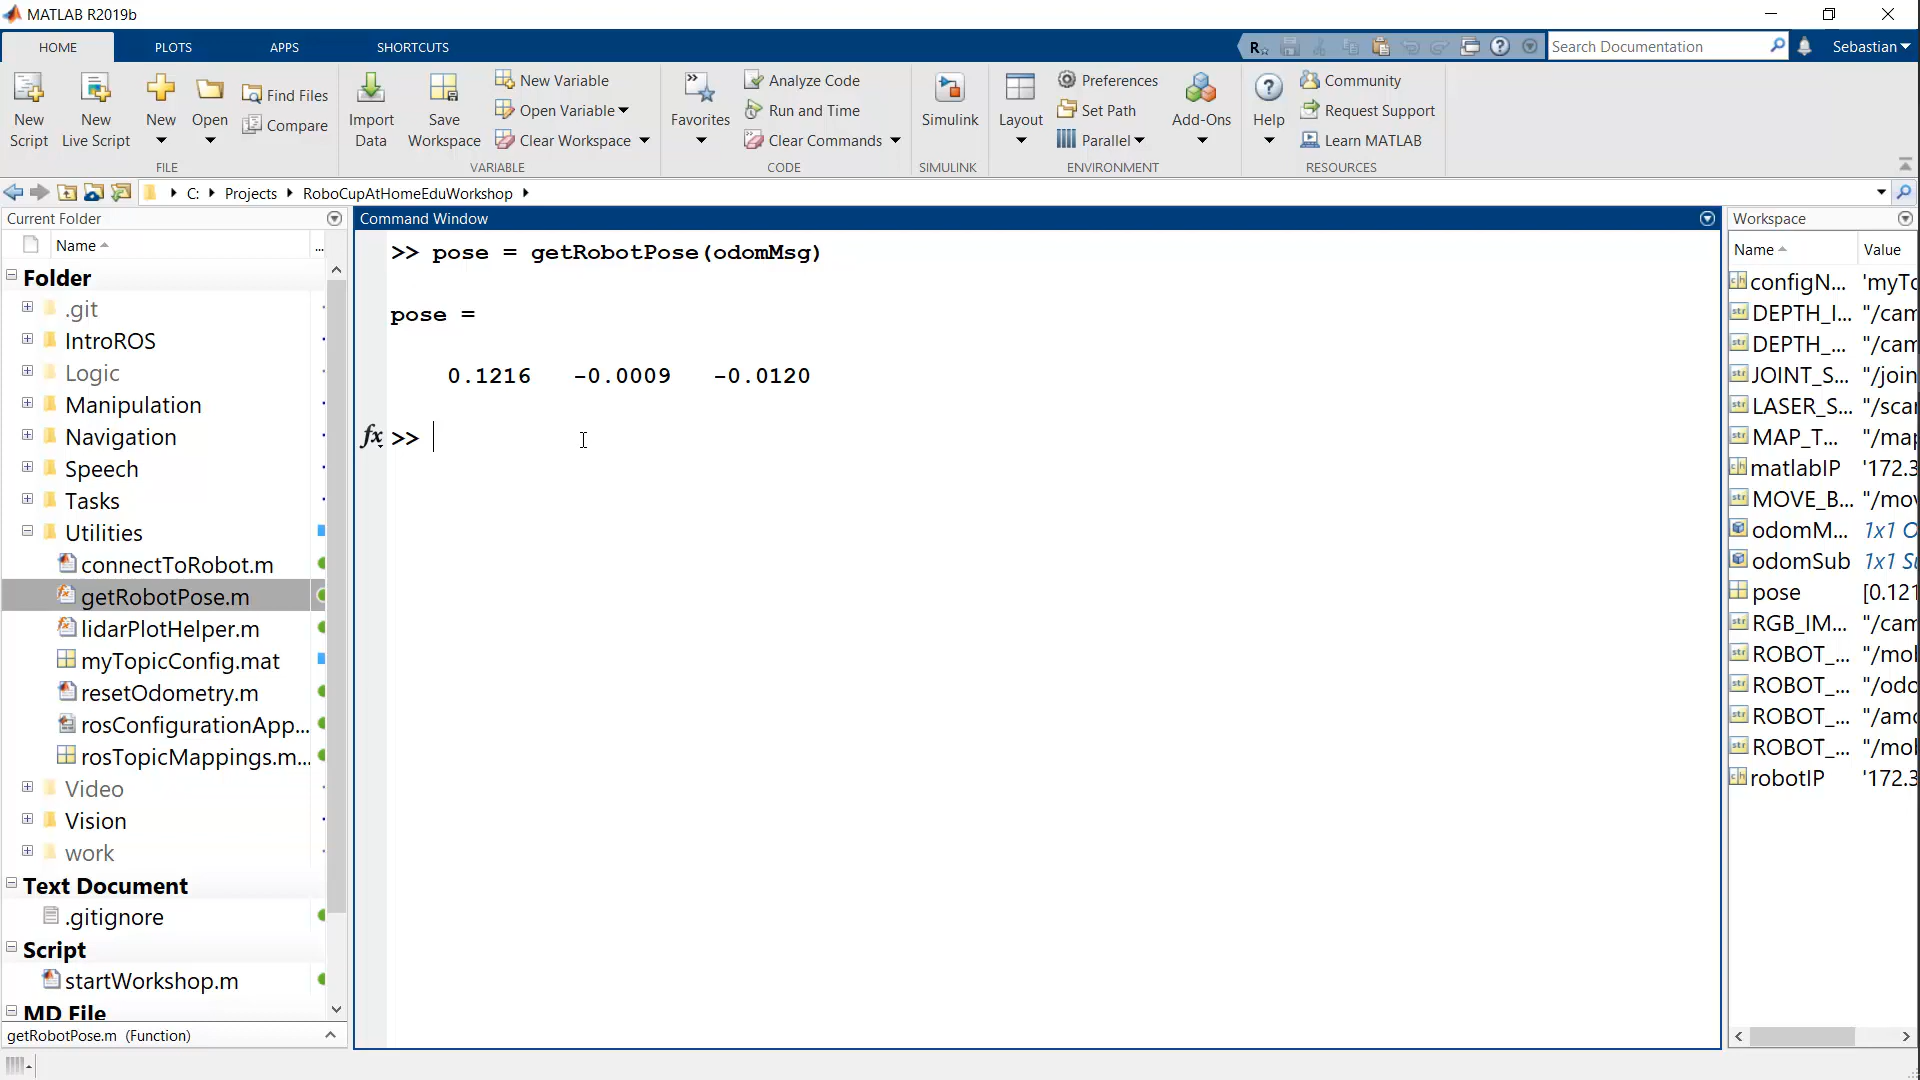 MATLAB R2019b
HOME PLOTS APPS SHORTCUTS
Search Documentation
Sebastian
New Script
New Live Script
New
Open
Find Files
Compare
FILE
Import Data
Save Workspace
New Variable
Open Variable
Clear Workspace
VARIABLE
Favorites
Analyze Code
Run and Time
Clear Commands
CODE
Simulink
SIMULINK
Layout
Preferences
Set Path
Parallel
Add-Ons
ENVIRONMENT
Help
Community
Request Support
Learn MATLAB
RESOURCES
C: Projects RoboCupAtHomeEduWorkshop
Current Folder
Name ...
Folder
.git
IntroROS
Logic
Manipulation
Navigation
Speech
Tasks
Utilities
connectToRobot.m
getRobotPose.m
lidarPlotHelper.m
myTopicConfig.mat
resetOdometry.m
rosConfigurationApp...
rosTopicMappings.m...
Video
Vision
work
Text Document
.gitignore
Script
startWorkshop.m
MD File
getRobotPose.m (Function)
Command Window
>> pose = getRobotPose(odomMsg)
pose =
0.1216 -0.0009 -0.0120
fx >>
Workspace
Name Value
configN... 'myTo
DEPTH_I... "/cam
DEPTH_... "/cam
JOINT_S... "/join
LASER_S... "/scan
MAP_T... "/map
matlabIP '172.3
MOVE_B... "/mov
odomM... 1x1 O
odomSub 1x1 Su
pose [0.121
RGB_IM... "/cam
ROBOT_... "/mob
ROBOT_... "/odo
ROBOT_... "/amc
ROBOT_... "/mob
robotIP '172.3